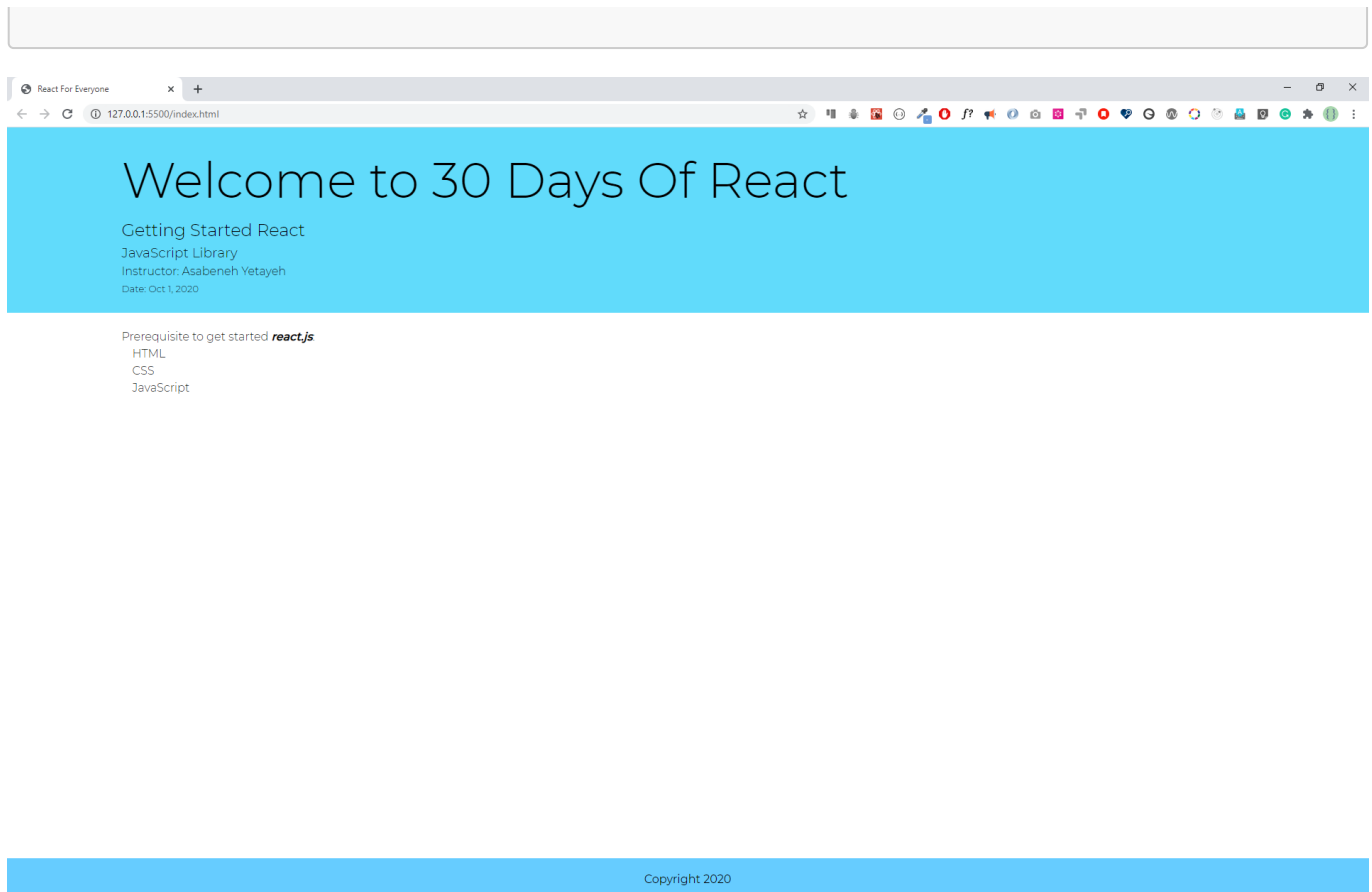 React For Everyone
127.0.0.1:5500/index.html
Welcome to 30 Days Of React
Getting Started React
JavaScript Library
Instructor: Asabeneh Yetayeh
Date: Oct 1, 2020
Prerequisite to get started react.js:
HTML
CSS
JavaScript
Copyright 2020